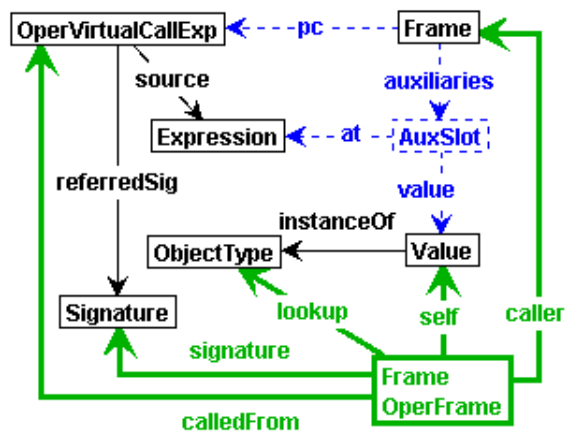 OperVirtualCallExp
pc
Frame
source
auxiliaries
Expression
at
AuxSlot
referredSig
value
instanceOf
ObjectType
Value
Signature
lookup
self
caller
signature
Frame
OperFrame
calledFrom